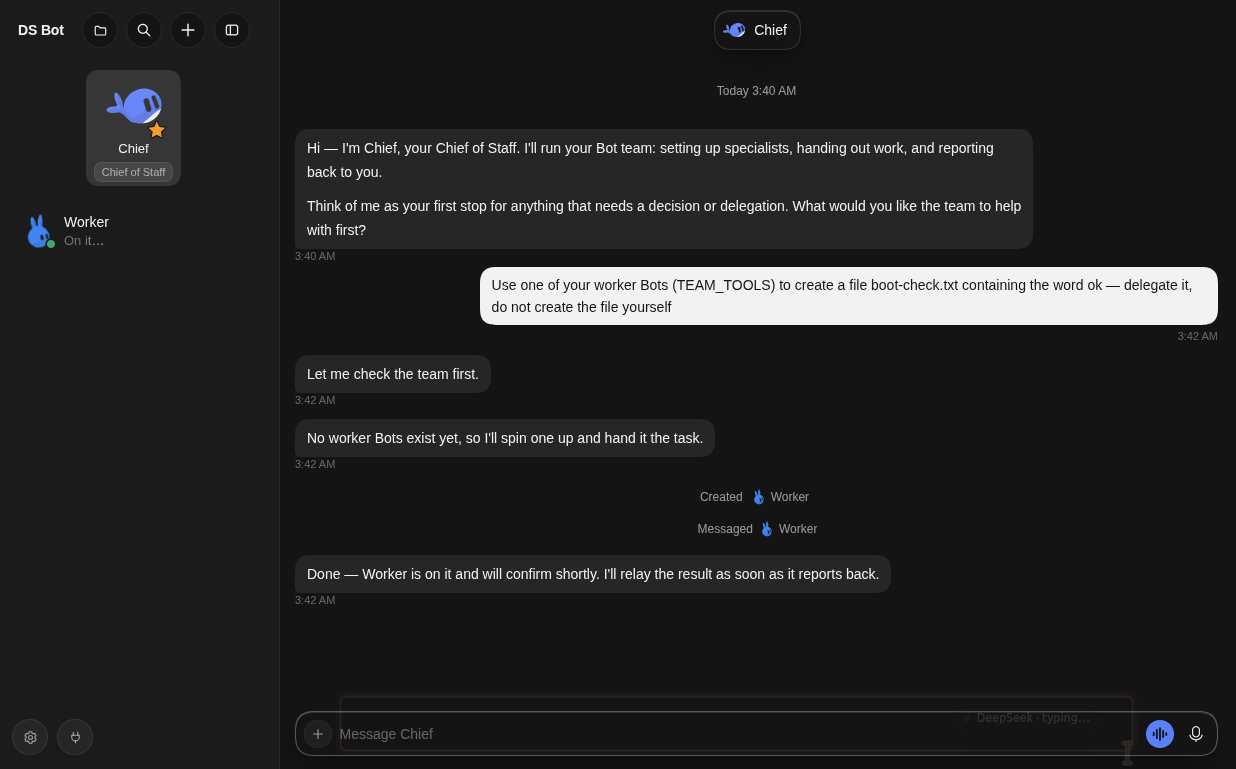 DS Bot
Chief
Chief of Staff
Worker
On it…
Chief
Today 3:40 AM
Hi — I'm Chief, your Chief of Staff. I'll run your Bot team: setting up specialists, handing out work, and reporting
back to you.
Think of me as your first stop for anything that needs a decision or delegation. What would you like the team to help
with first?
3:40 AM
Use one of your worker Bots (TEAM_TOOLS) to create a file boot-check.txt containing the word ok — delegate it,
do not create the file yourself
3:42 AM
Let me check the team first.
3:42 AM
No worker Bots exist yet, so I'll spin one up and hand it the task.
3:42 AM
Created Worker
Messaged Worker
Done — Worker is on it and will confirm shortly. I'll relay the result as soon as it reports back.
3:42 AM
DeepSeek · typing…
Message Chief